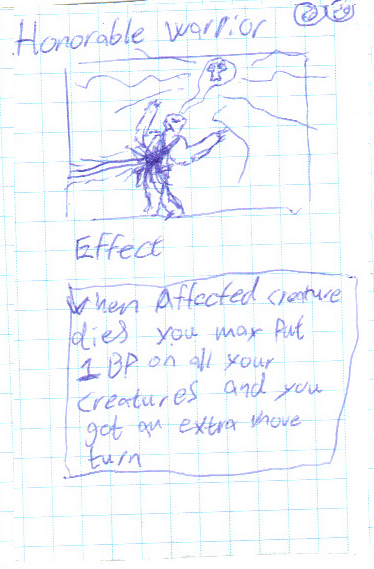 Honorable warrior
Effect
When Affected creature
dies you may Put
1 BP on all your
creatures and you
got an extra move
turn